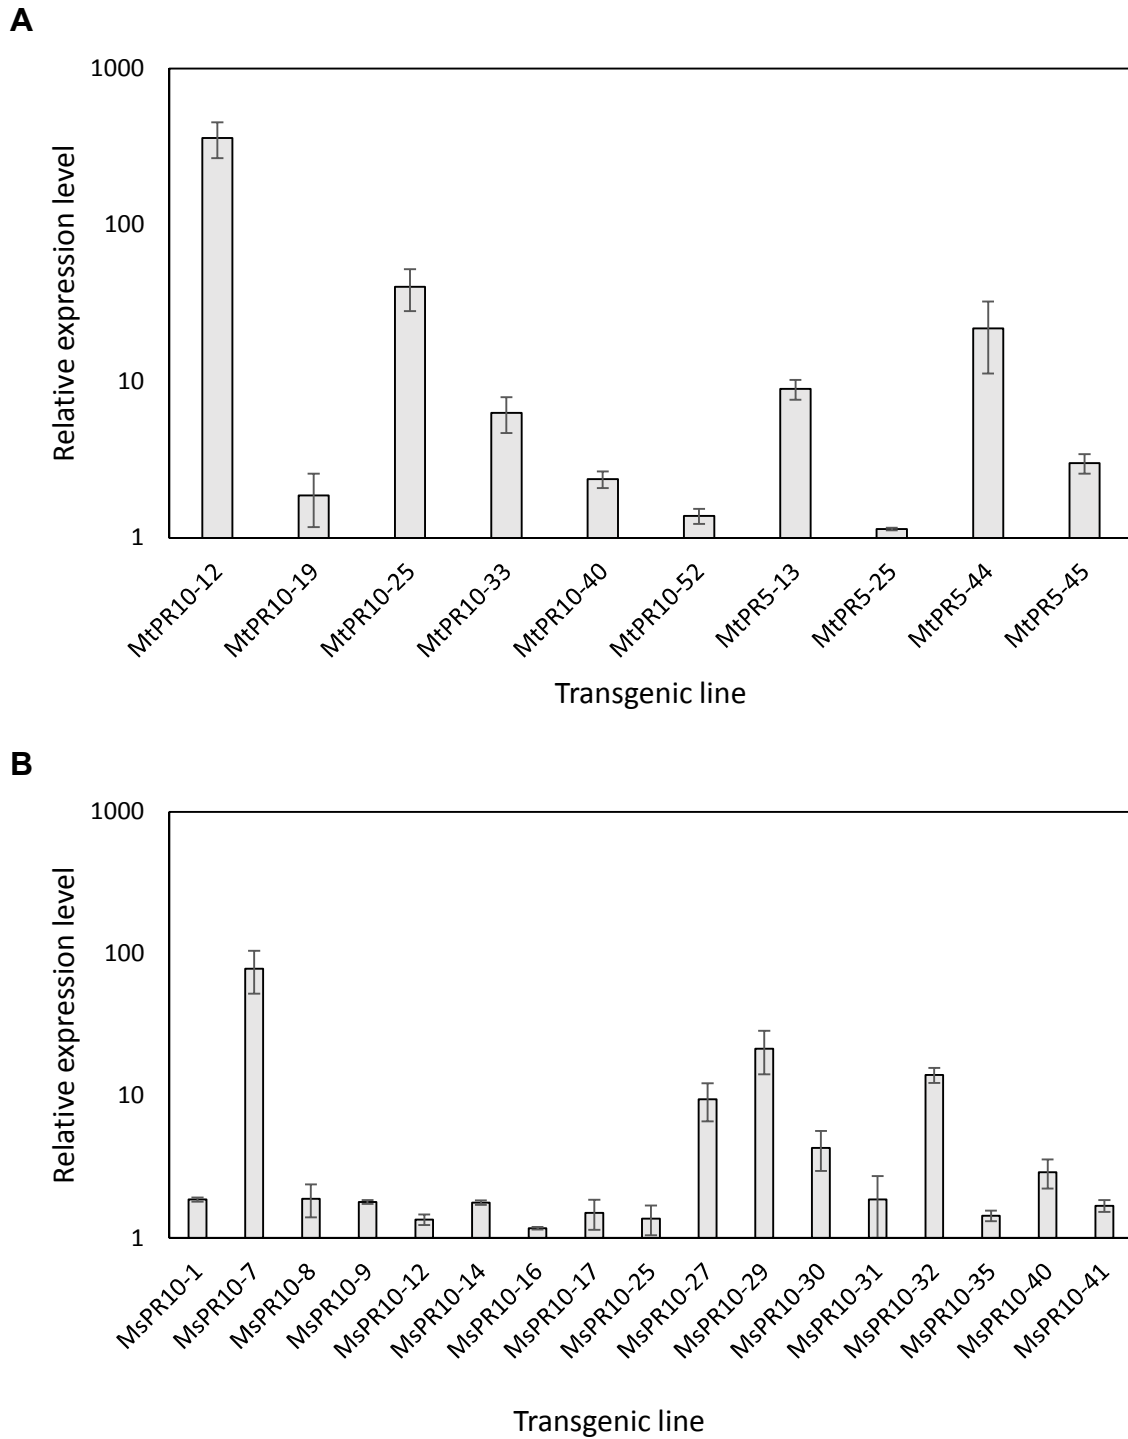 A
Relative expression level
1000
100
10
1
MtPR10-12
MtPR10-19
MtPR10-25
MtPR10-33
MtPR10-40
MtPR10-52
MtPR5-13
MtPR5-25
MtPR5-44
MtPR5-45
Transgenic line
B
Relative expression level
1000
100
10
1
MsPR10-1
MsPR10-7
MsPR10-8
MsPR10-9
MsPR10-12
MsPR10-14
MsPR10-16
MsPR10-17
MsPR10-25
MsPR10-27
MsPR10-29
MsPR10-30
MsPR10-31
MsPR10-32
MsPR10-35
MsPR10-40
MsPR10-41
Transgenic line